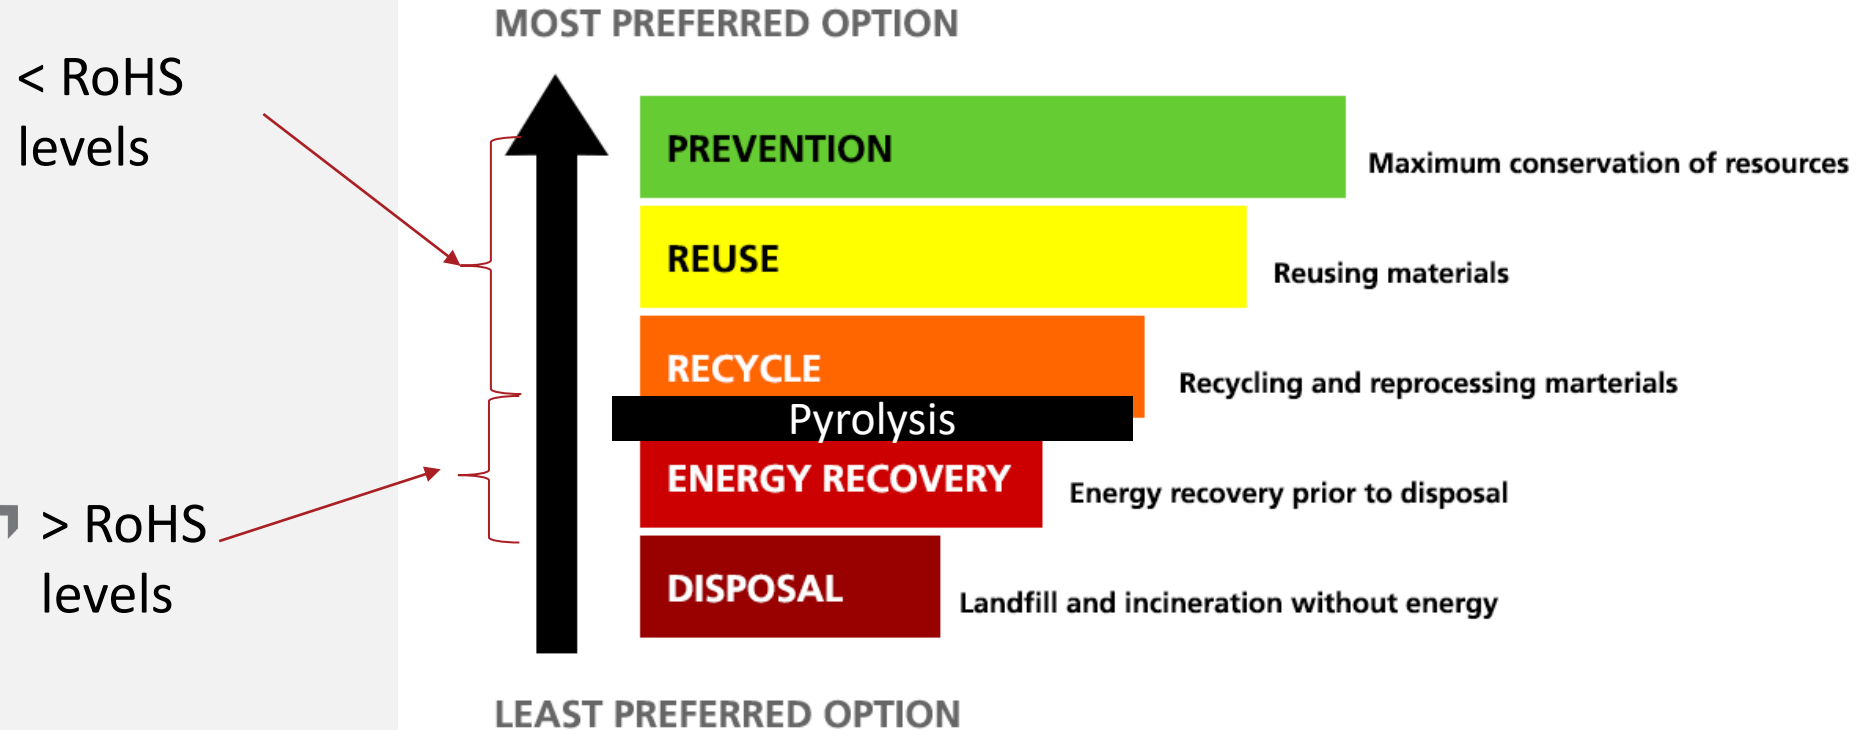 MOST PREFERRED OPTION
< RoHS
levels
PREVENTION
Maximum conservation of resources
REUSE
Reusing materials
RECYCLE
Recycling and reprocessing marterials
Pyrolysis
ENERGY RECOVERY
Energy recovery prior to disposal
> RoHS
levels
DISPOSAL
Landfill and incineration without energy
LEAST PREFERRED OPTION